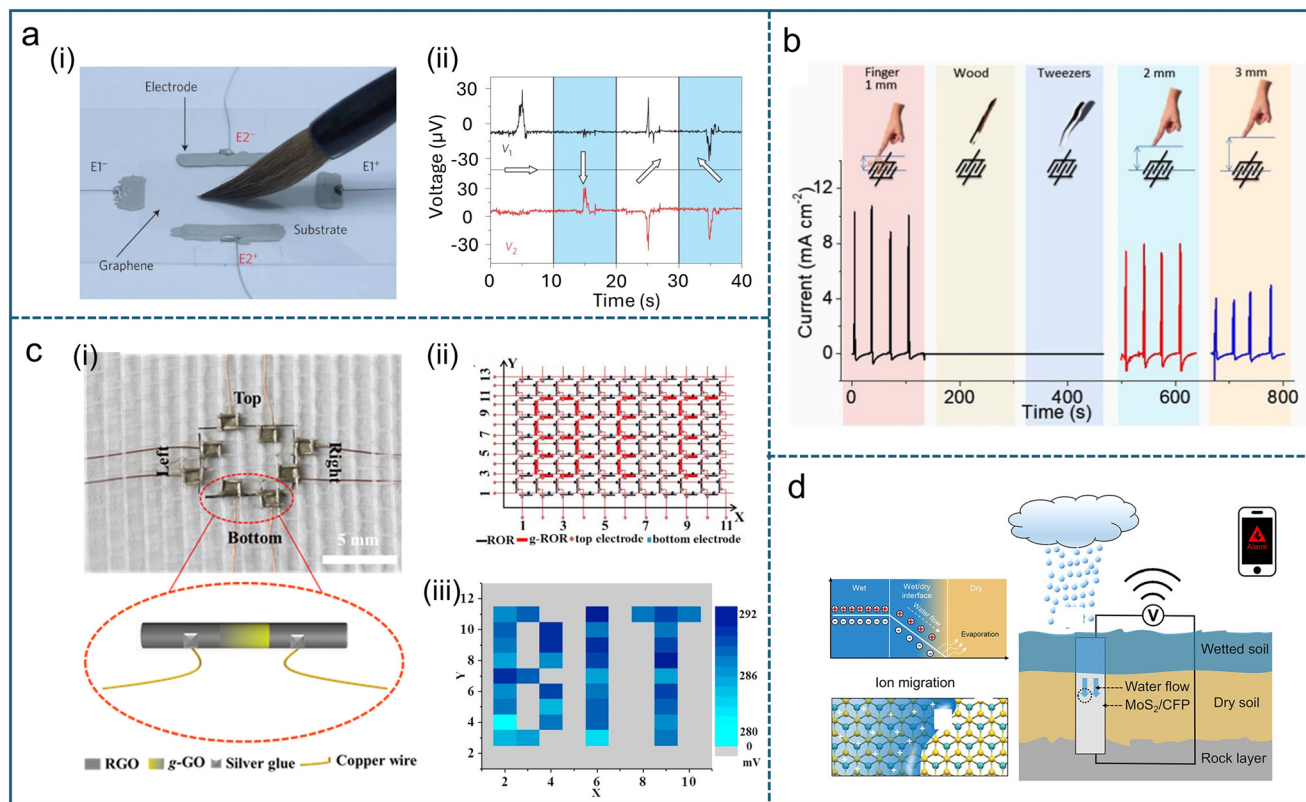 a
(i)
Electrode
E2⁻
E1⁻
E1⁺
Graphene
Substrate
E2⁺
(ii)
Voltage (μV)
30
0
-30
V₁
30
0
-30
V₂
0 10 20 30 40
Time (s)
b
Finger
1 mm
Wood
Tweezers
2 mm
3 mm
Current (mA cm⁻²)
12
8
4
0
0 200 400 600 800
Time (s)
c
(i)
Top
Left
Right
Bottom
5 mm
RGO g-GO Silver glue Copper wire
(ii)
Y
13
11
9
7
5
3
1
1 3 5 7 9 11
X
ROR g-ROR top electrode bottom electrode
(iii)
Y
12
10
8
6
4
2
2 4 6 8 10
X
292
286
280
0
mV
d
Alarm
V
Wet
Wet/dry
interface
Dry
Water flow
Evaporation
Ion migration
Wetted soil
Water flow
MoS₂/CFP
Dry soil
Rock layer